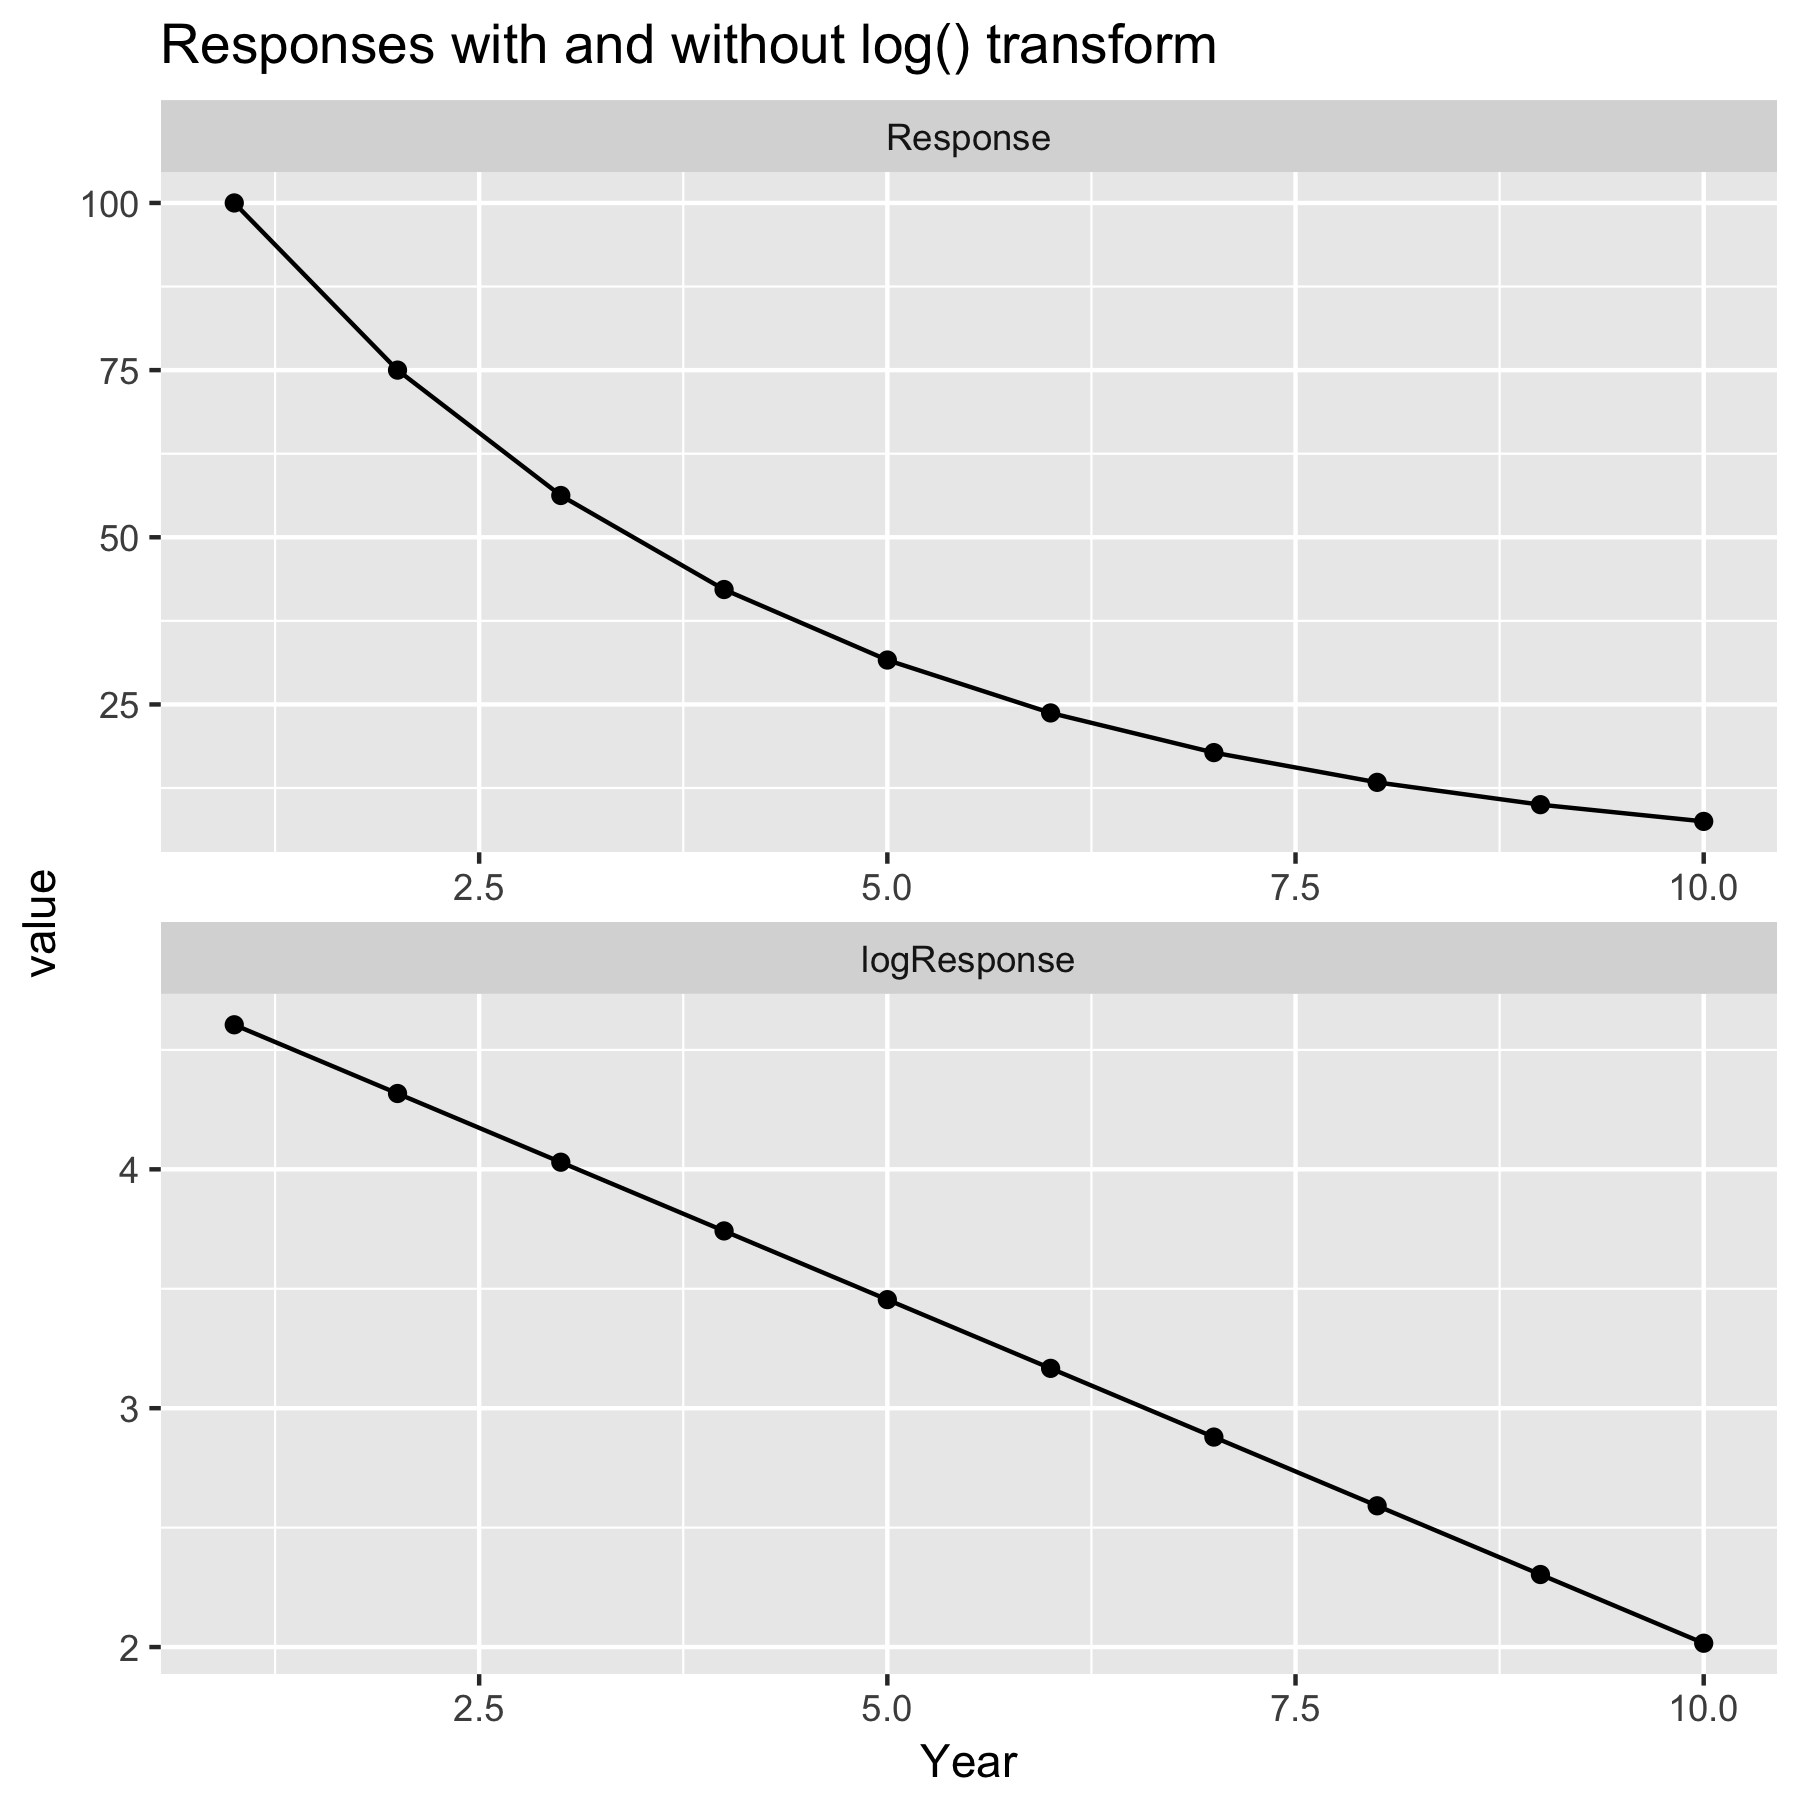 Responses with and without log() transform
Response
100
75
50
25
2.5 5.0 7.5 10.0
value
logResponse
4
3
2
2.5 5.0 7.5 10.0
Year